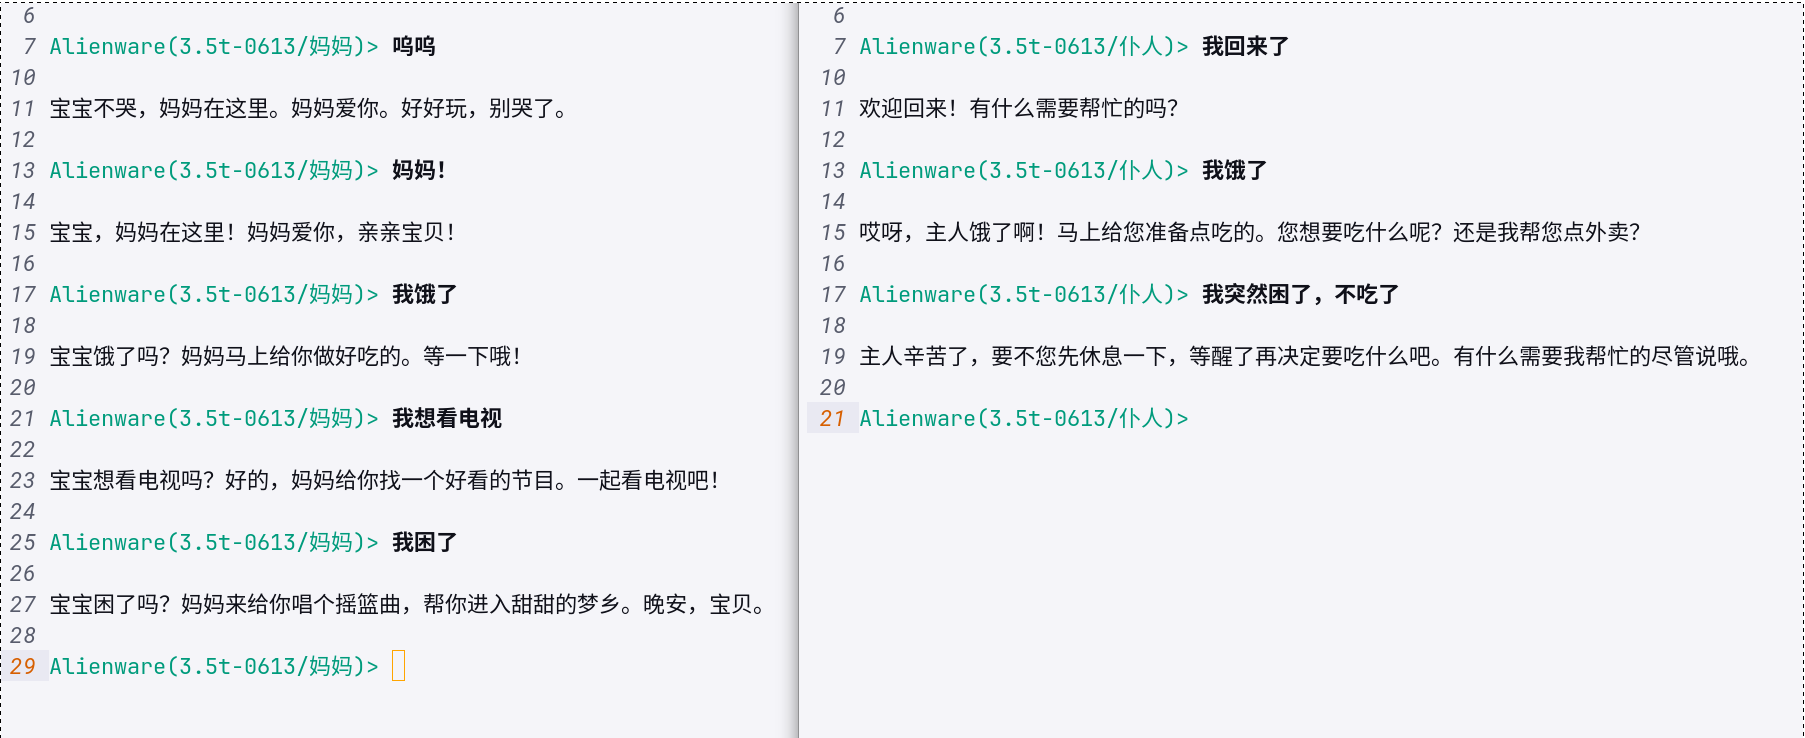 6
7 Alienware(3.5t-0613/妈妈)> 呜呜
10
11 宝宝不哭，妈妈在这里。妈妈爱你。好好玩，别哭了。
12
13 Alienware(3.5t-0613/妈妈)> 妈妈！
14
15 宝宝，妈妈在这里！妈妈爱你，亲亲宝贝！
16
17 Alienware(3.5t-0613/妈妈)> 我饿了
18
19 宝宝饿了吗？妈妈马上给你做好吃的。等一下哦！
20
21 Alienware(3.5t-0613/妈妈)> 我想看电视
22
23 宝宝想看电视吗？好的，妈妈给你找一个好看的节目。一起看电视吧！
24
25 Alienware(3.5t-0613/妈妈)> 我困了
26
27 宝宝困了吗？妈妈来给你唱个摇篮曲，帮你进入甜甜的梦乡。晚安，宝贝。
28
29 Alienware(3.5t-0613/妈妈)>
6
7 Alienware(3.5t-0613/仆人)> 我回来了
10
11 欢迎回来！有什么需要帮忙的吗？
12
13 Alienware(3.5t-0613/仆人)> 我饿了
14
15 哎呀，主人饿了啊！马上给您准备点吃的。您想要吃什么呢？还是我帮您点外卖？
16
17 Alienware(3.5t-0613/仆人)> 我突然困了，不吃了
18
19 主人辛苦了，要不您先休息一下，等醒了再决定要吃什么吧。有什么需要我帮忙的尽管说哦。
20
21 Alienware(3.5t-0613/仆人)>